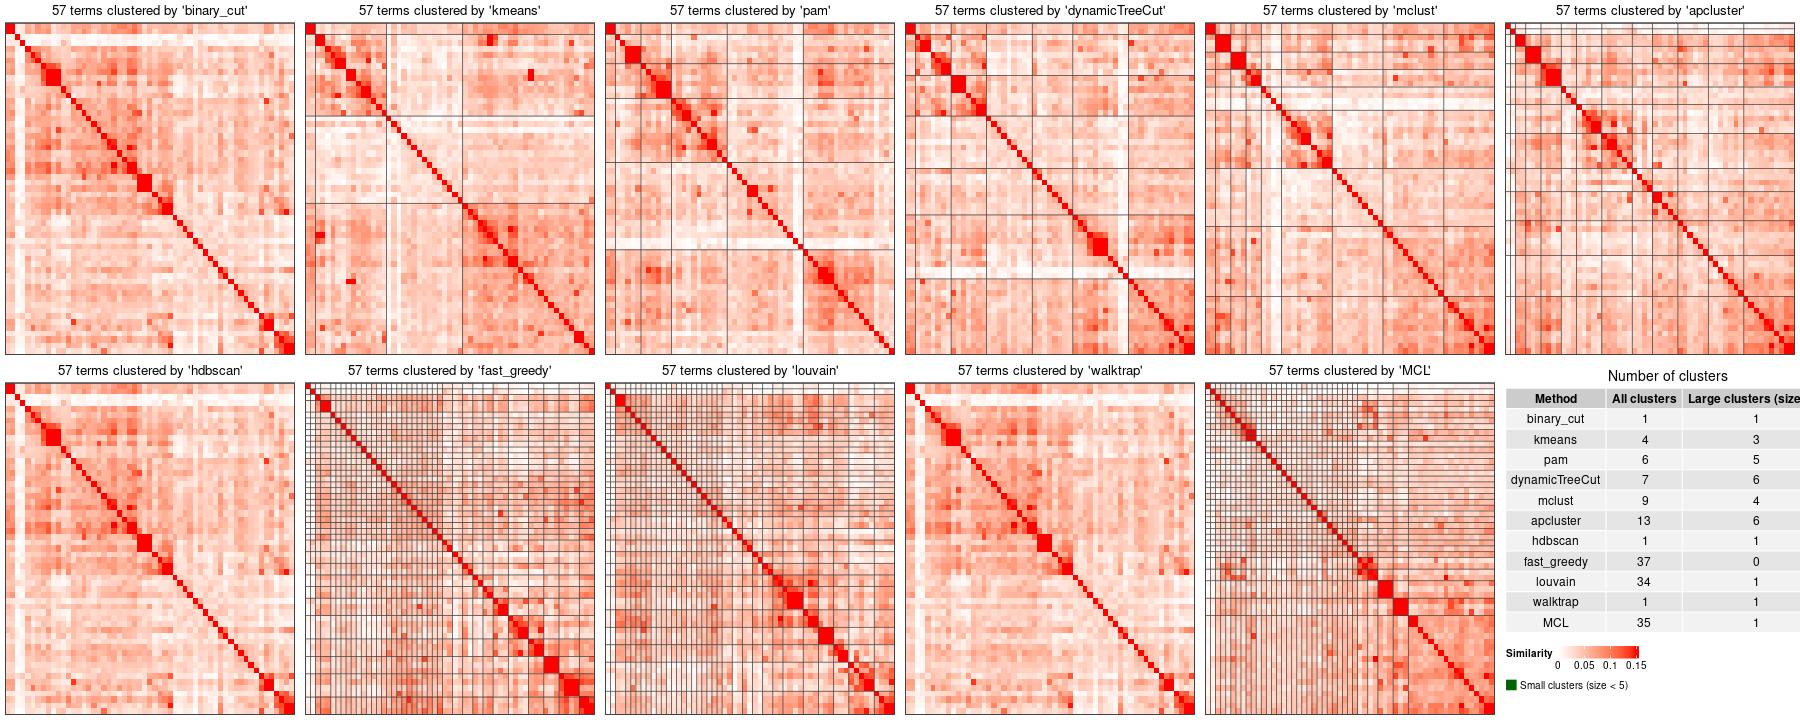 57 terms clustered by 'binary_cut'
57 terms clustered by 'kmeans'
57 terms clustered by 'pam'
57 terms clustered by 'dynamicTreeCut'
57 terms clustered by 'mclust'
57 terms clustered by 'apcluster'
57 terms clustered by 'hdbscan'
57 terms clustered by 'fast_greedy'
57 terms clustered by 'louvain'
57 terms clustered by 'walktrap'
57 terms clustered by 'MCL'
Number of clusters
Method All clusters Large clusters (size
binary_cut 1 1
kmeans 4 3
pam 6 5
dynamicTreeCut 7 6
mclust 9 4
apcluster 13 6
hdbscan 1 1
fast_greedy 37 0
louvain 34 1
walktrap 1 1
MCL 35 1
Similarity
0 0.05 0.1 0.15
Small clusters (size < 5)